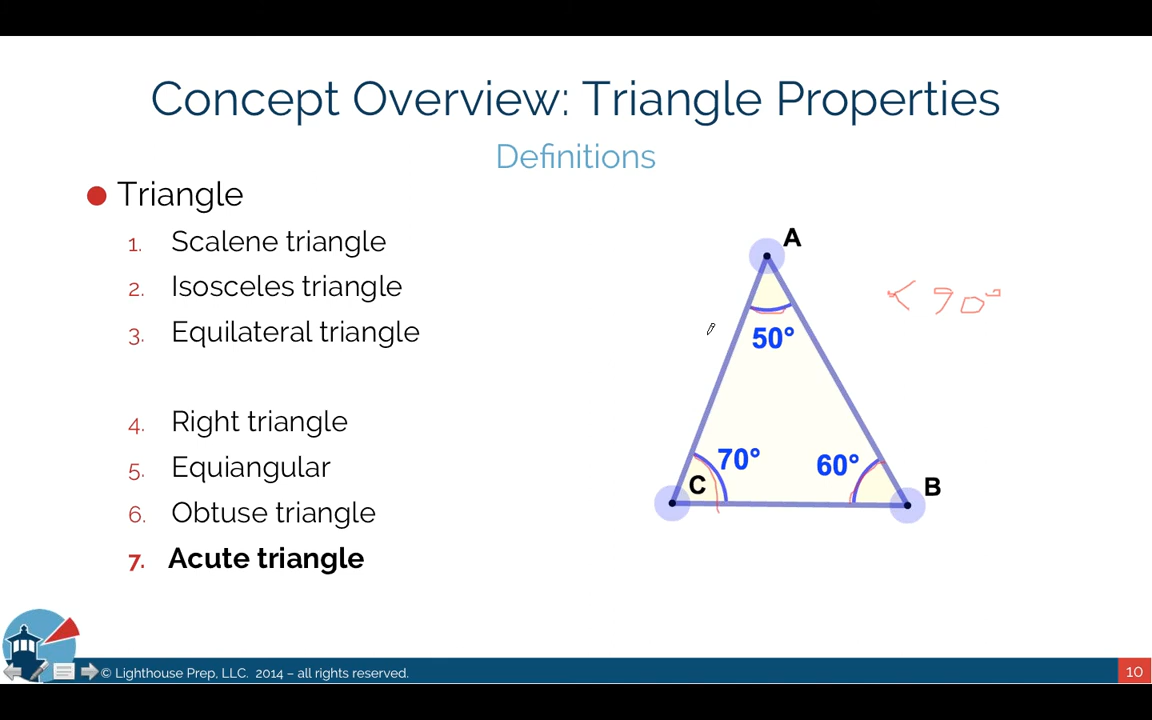 Concept Overview: Triangle Properties
Definitions
Triangle
1. Scalene triangle
2. Isosceles triangle
3. Equilateral triangle
4. Right triangle
5. Equiangular
6. Obtuse triangle
7. Acute triangle
A
< 90°
50°
70°
60°
C
B
© Lighthouse Prep, LLC. 2014 – all rights reserved.
10